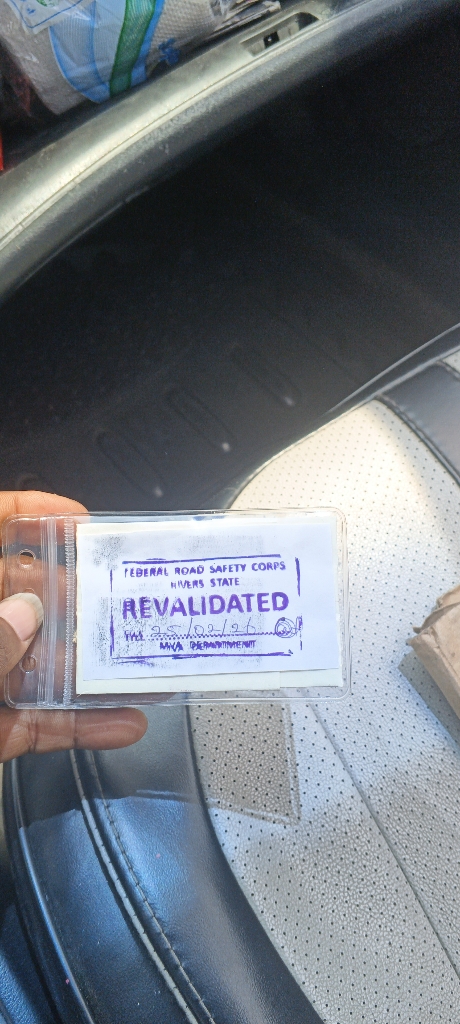 FEDERAL ROAD SAFETY CORPS
RIVERS STATE
REVALIDATED
25/02/26
MVA DEPARTMENT